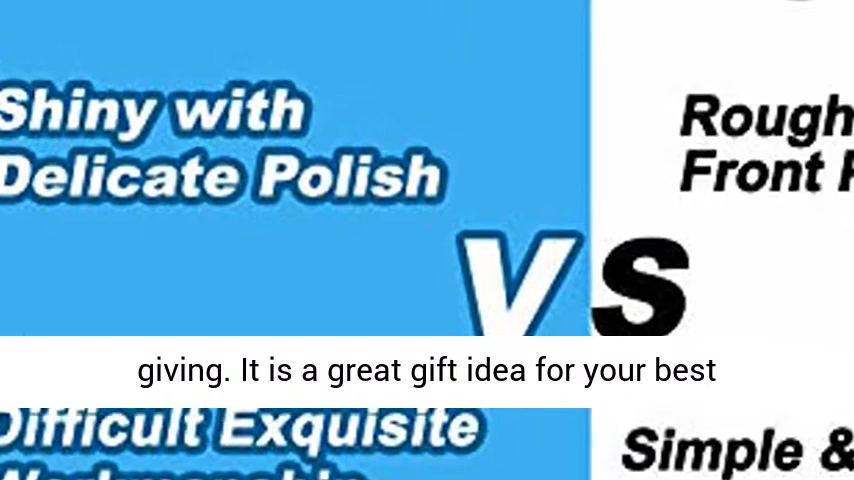 Shiny with
Delicate Polish
Rough
Front
VS
giving. It is a great gift idea for your best
Difficult Exquisite
Workmanship
Simple &